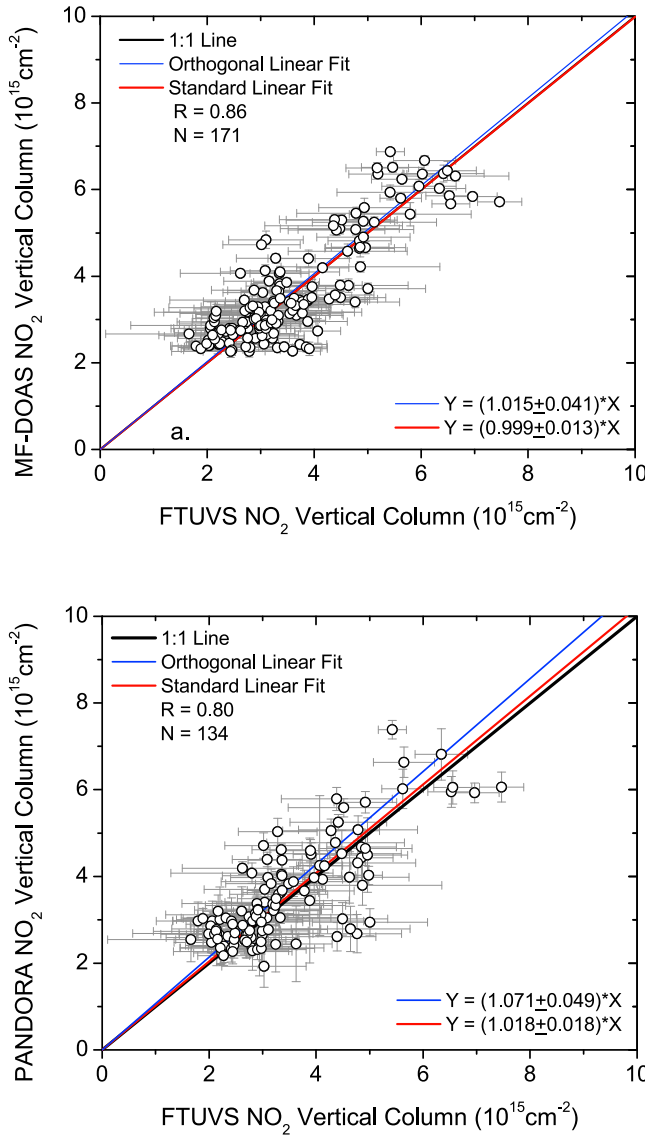 10
8
6
4
2
0
MF-DOAS NO2 Vertical Column (10^15cm^-2)
1:1 Line
Orthogonal Linear Fit
Standard Linear Fit
R = 0.86
N = 171
a.
Y = (1.015±0.041)*X
Y = (0.999±0.013)*X
0 2 4 6 8 10
FTUVS NO2 Vertical Column (10^15cm^-2)
10
8
6
4
2
0
PANDORA NO2 Vertical Column (10^15cm^-2)
1:1 Line
Orthogonal Linear Fit
Standard Linear Fit
R = 0.80
N = 134
Y = (1.071±0.049)*X
Y = (1.018±0.018)*X
0 2 4 6 8 10
FTUVS NO2 Vertical Column (10^15cm^-2)